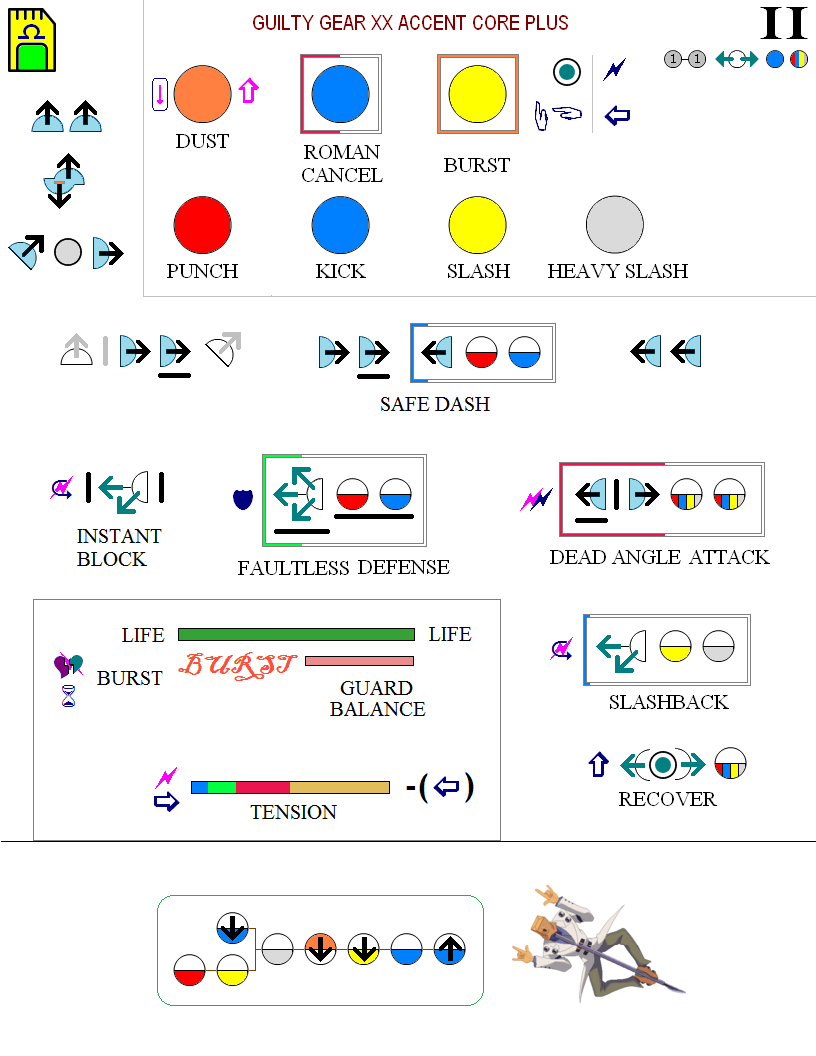 GUILTY GEAR XX ACCENT CORE PLUS
II
1 1
Ω
DUST
ROMAN
CANCEL
BURST
PUNCH
KICK
SLASH
HEAVY SLASH
SAFE DASH
INSTANT
BLOCK
FAULTLESS DEFENSE
DEAD ANGLE ATTACK
LIFE
LIFE
BURST
BURST
GUARD
BALANCE
-( )
TENSION
SLASHBACK
RECOVER